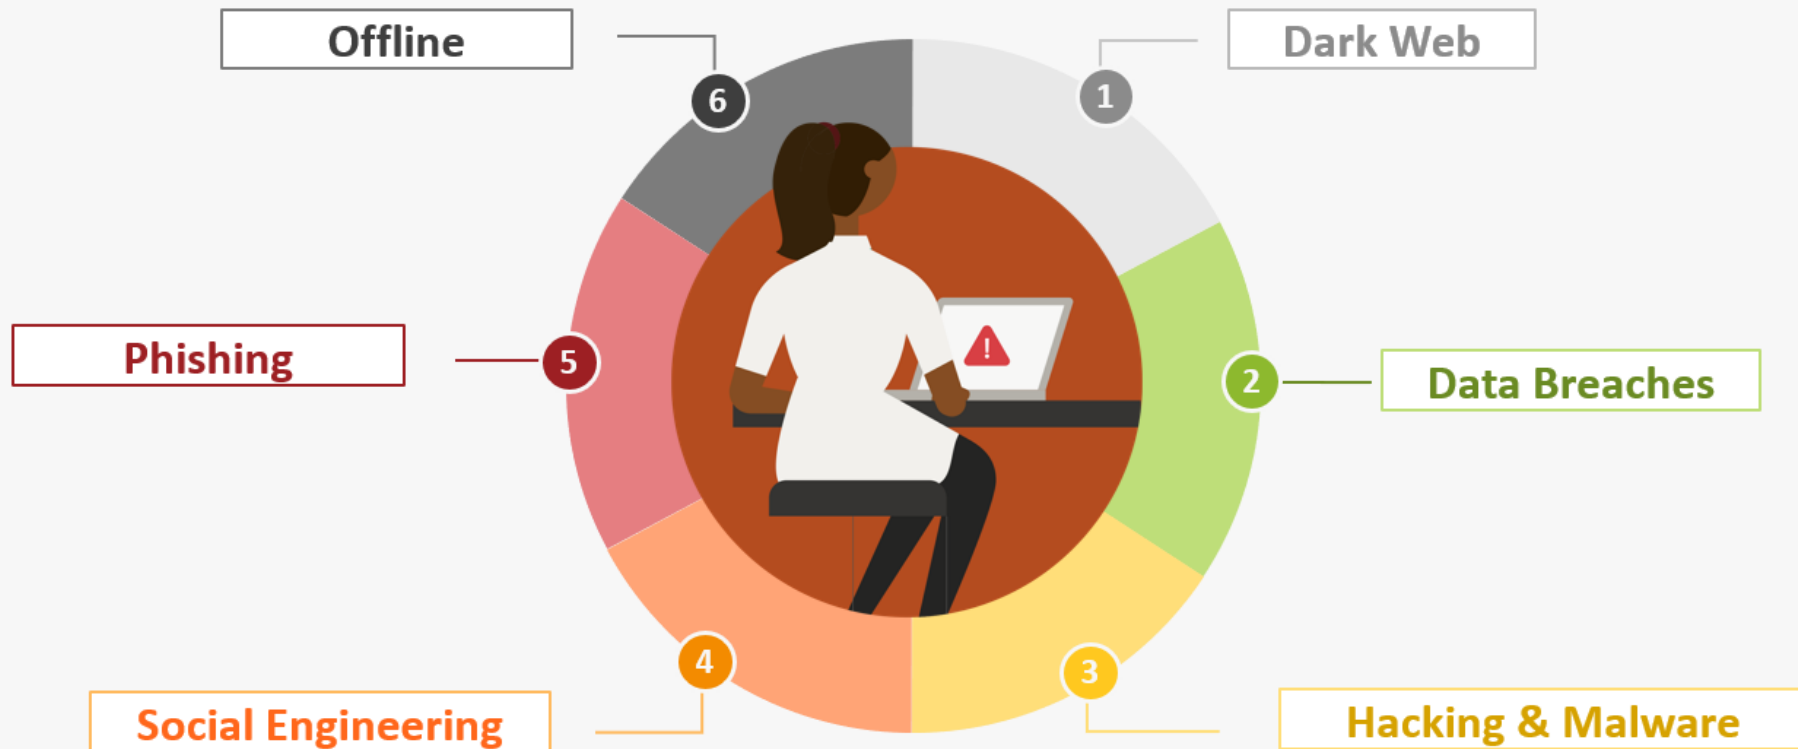 Offline
6
Dark Web
1
Phishing
5
!
2
Data Breaches
4
Social Engineering
3
Hacking & Malware